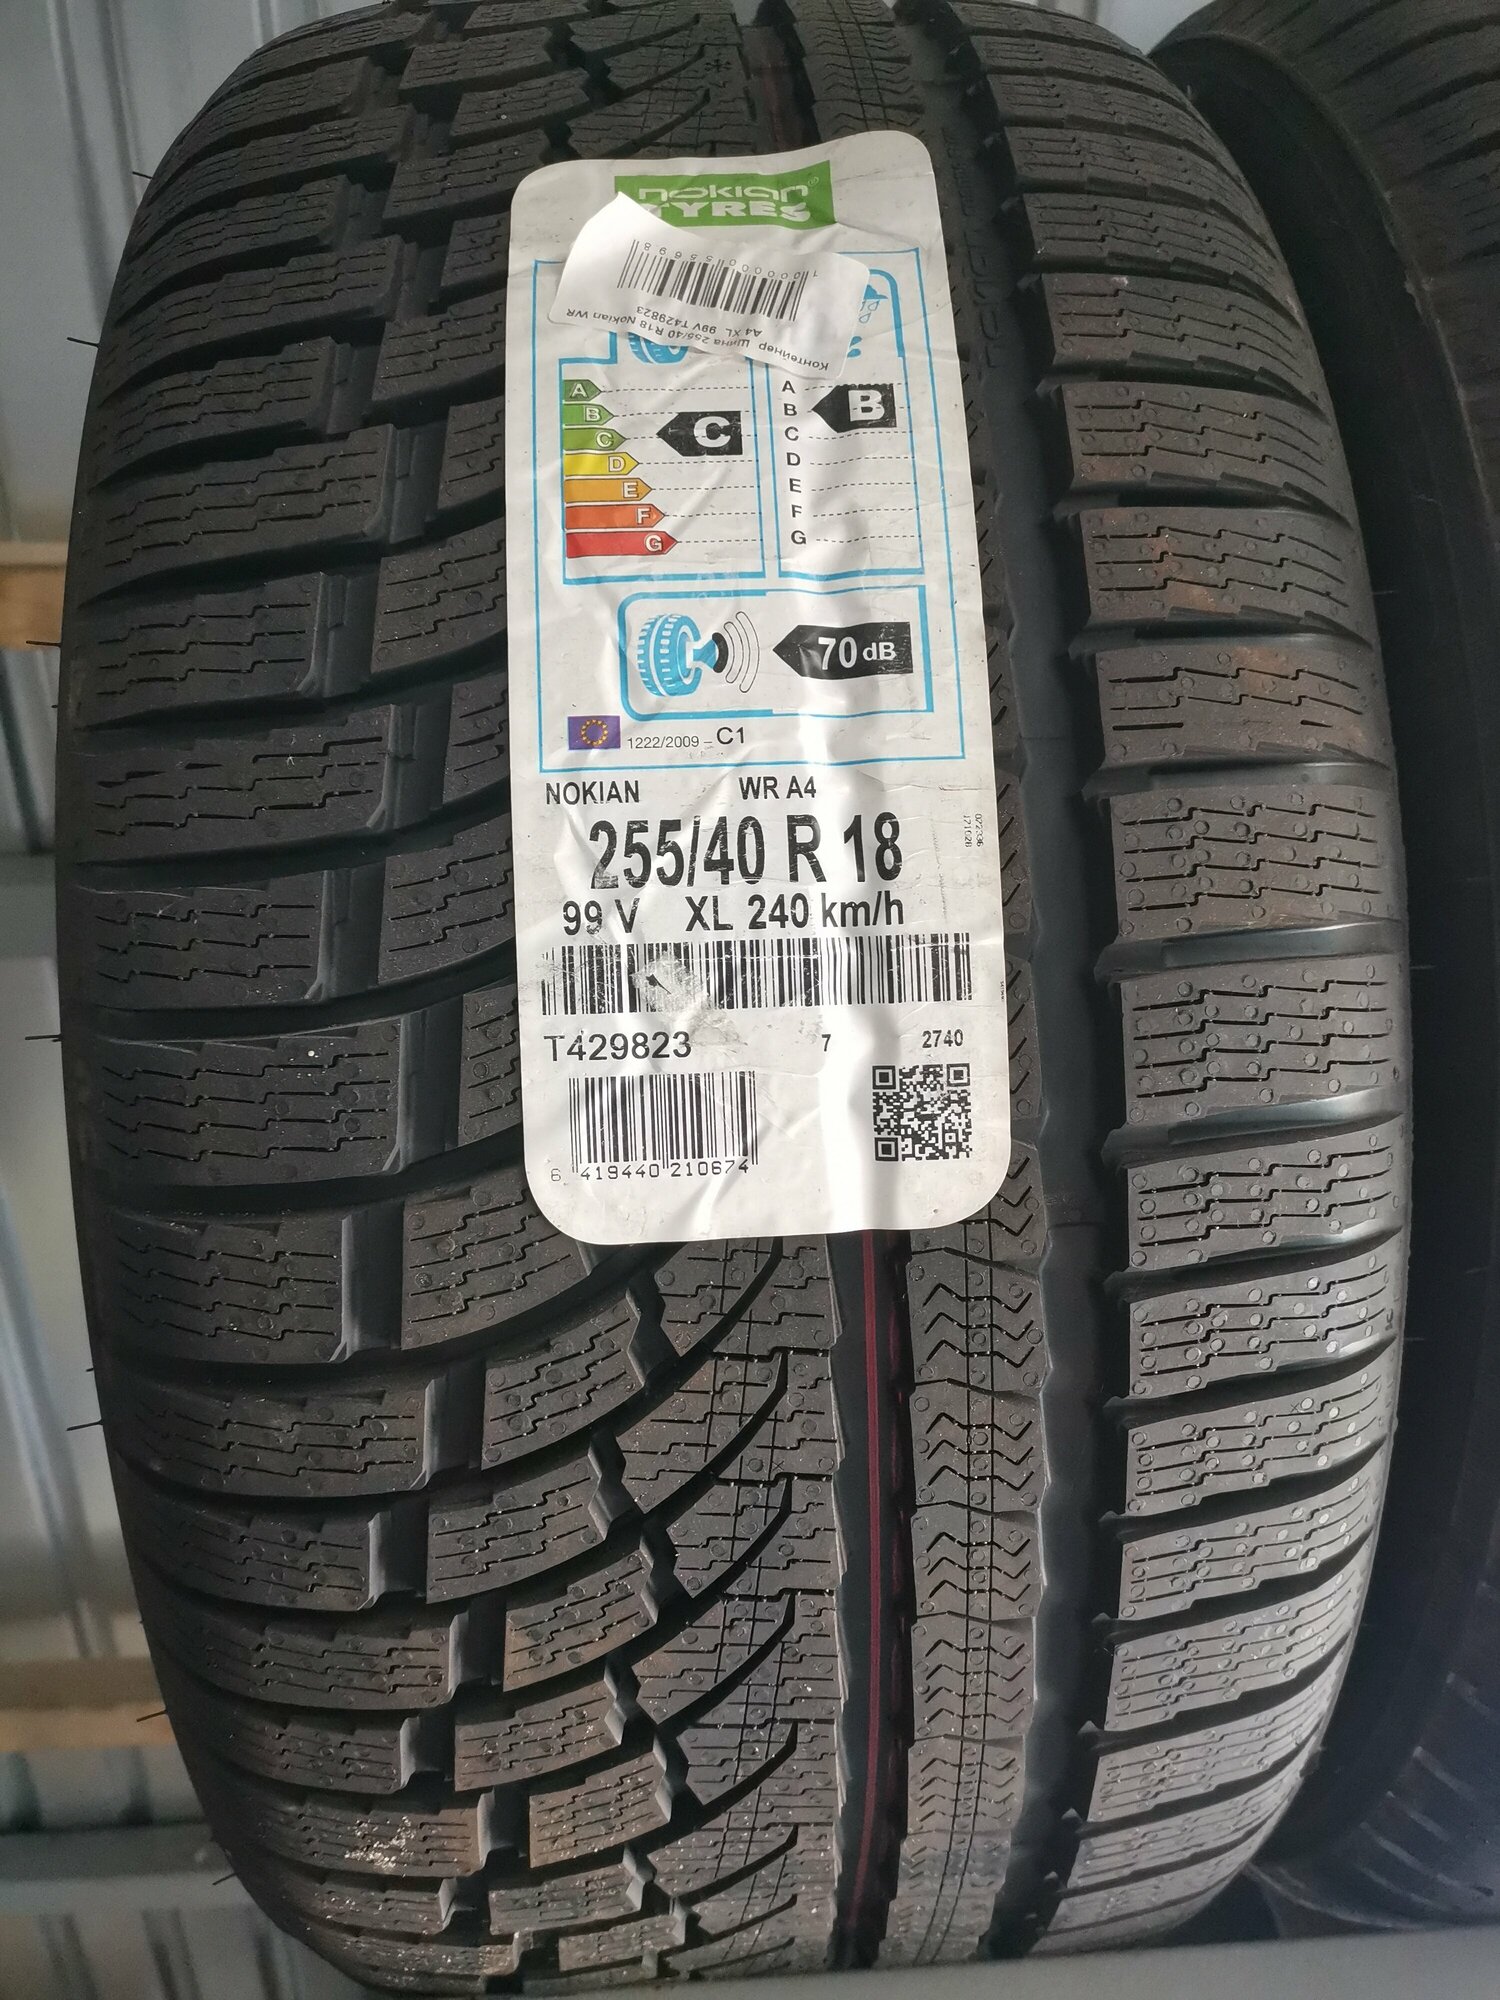 nokian®
TYRES
1000000555698
Контейнер Шина 255/40 R18 Nokian WR
A4 XL 99V T429823
A
B
C
D
E
F
G
C
A
B
C
D
E
F
G
B
70 dB
1222/2009 – C1
NOKIAN WR A4
255/40 R 18
99 V XL 240 km/h
T429823 7 2740
6 419440 210674